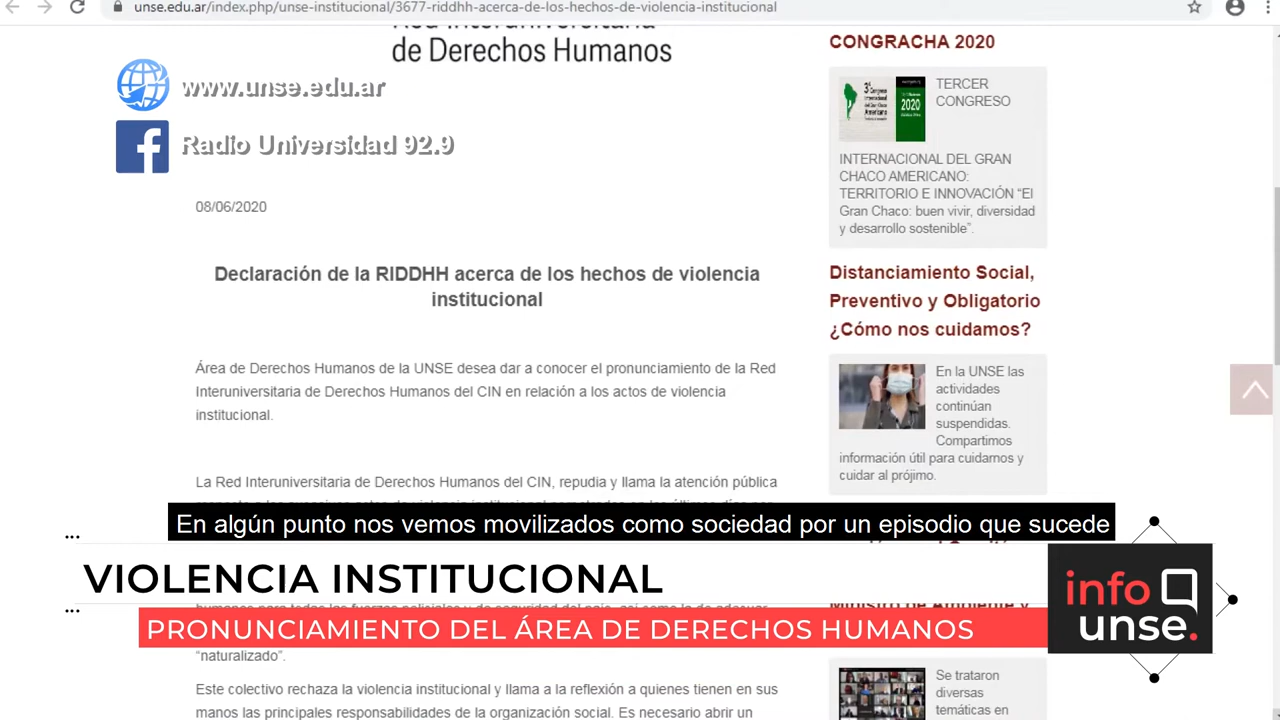 unse.edu.ar/index.php/unse-institucional/3677-riddhh-acerca-de-los-hechos-de-violencia-institucional
Red Interuniversitaria
de Derechos Humanos
www.unse.edu.ar
Radio Universidad 92.9
08/06/2020
Declaración de la RIDDHH acerca de los hechos de violencia
institucional
Área de Derechos Humanos de la UNSE desea dar a conocer el pronunciamiento de la Red
Interuniversitaria de Derechos Humanos del CIN en relación a los actos de violencia
institucional.
La Red Interuniversitaria de Derechos Humanos del CIN, repudia y llama la atención pública
En algún punto nos vemos movilizados como sociedad por un episodio que sucede
VIOLENCIA INSTITUCIONAL
PRONUNCIAMIENTO DEL ÁREA DE DERECHOS HUMANOS
info
unse.
“naturalizado”.
Este colectivo rechaza la violencia institucional y llama a la reflexión a quienes tienen en sus
manos las principales responsabilidades de la organización social. Es necesario abrir un
CONGRACHA 2020
3°
2020
TERCER
CONGRESO
INTERNACIONAL DEL GRAN
CHACO AMERICANO:
TERRITORIO E INNOVACIÓN “El
Gran Chaco: buen vivir, diversidad
y desarrollo sostenible”.
Distanciamiento Social,
Preventivo y Obligatorio
¿Cómo nos cuidamos?
En la UNSE las
actividades
continúan
suspendidas.
Compartimos
información útil para cuidarnos y
cuidar al prójimo.
Ministro de Ambiente y
Se trataron
diversas
temáticas en